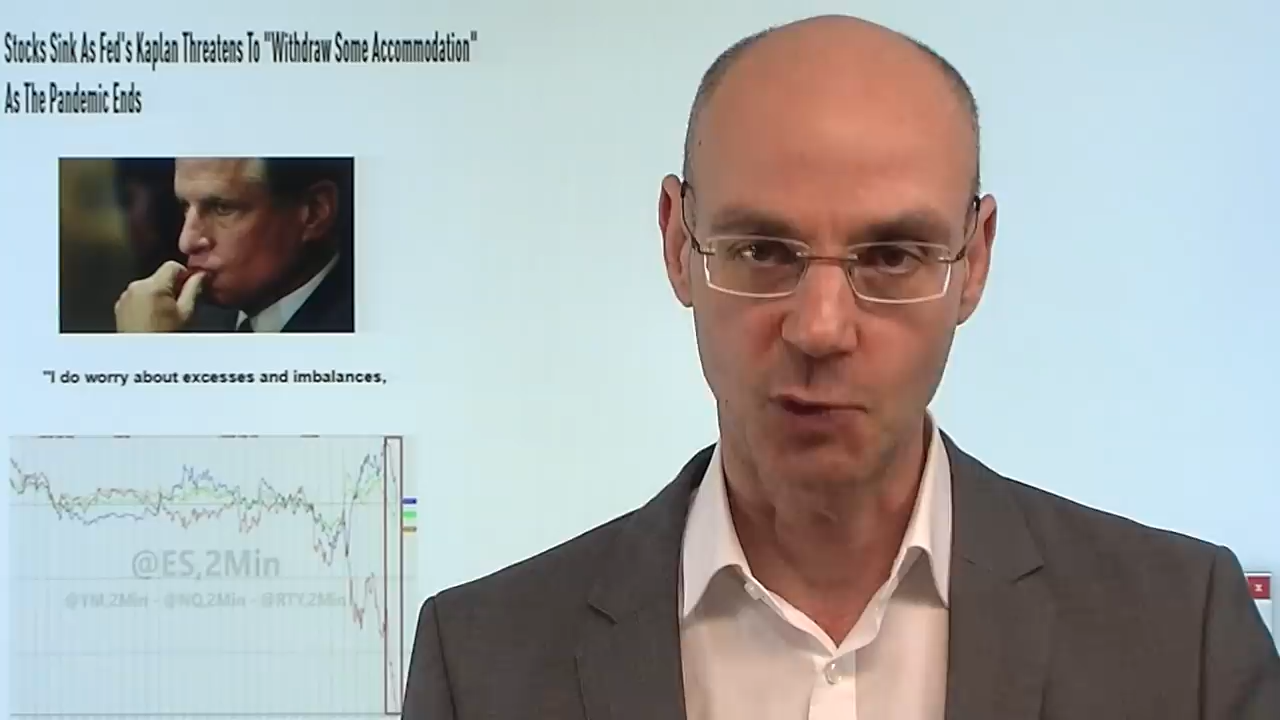 Stocks Sink As Fed's Kaplan Threatens To "Withdraw Some Accommodation"
As The Pandemic Ends
"I do worry about excesses and imbalances,
@ES,2Min
@YM,2Min - @NQ,2Min - @RTY,2Min
x